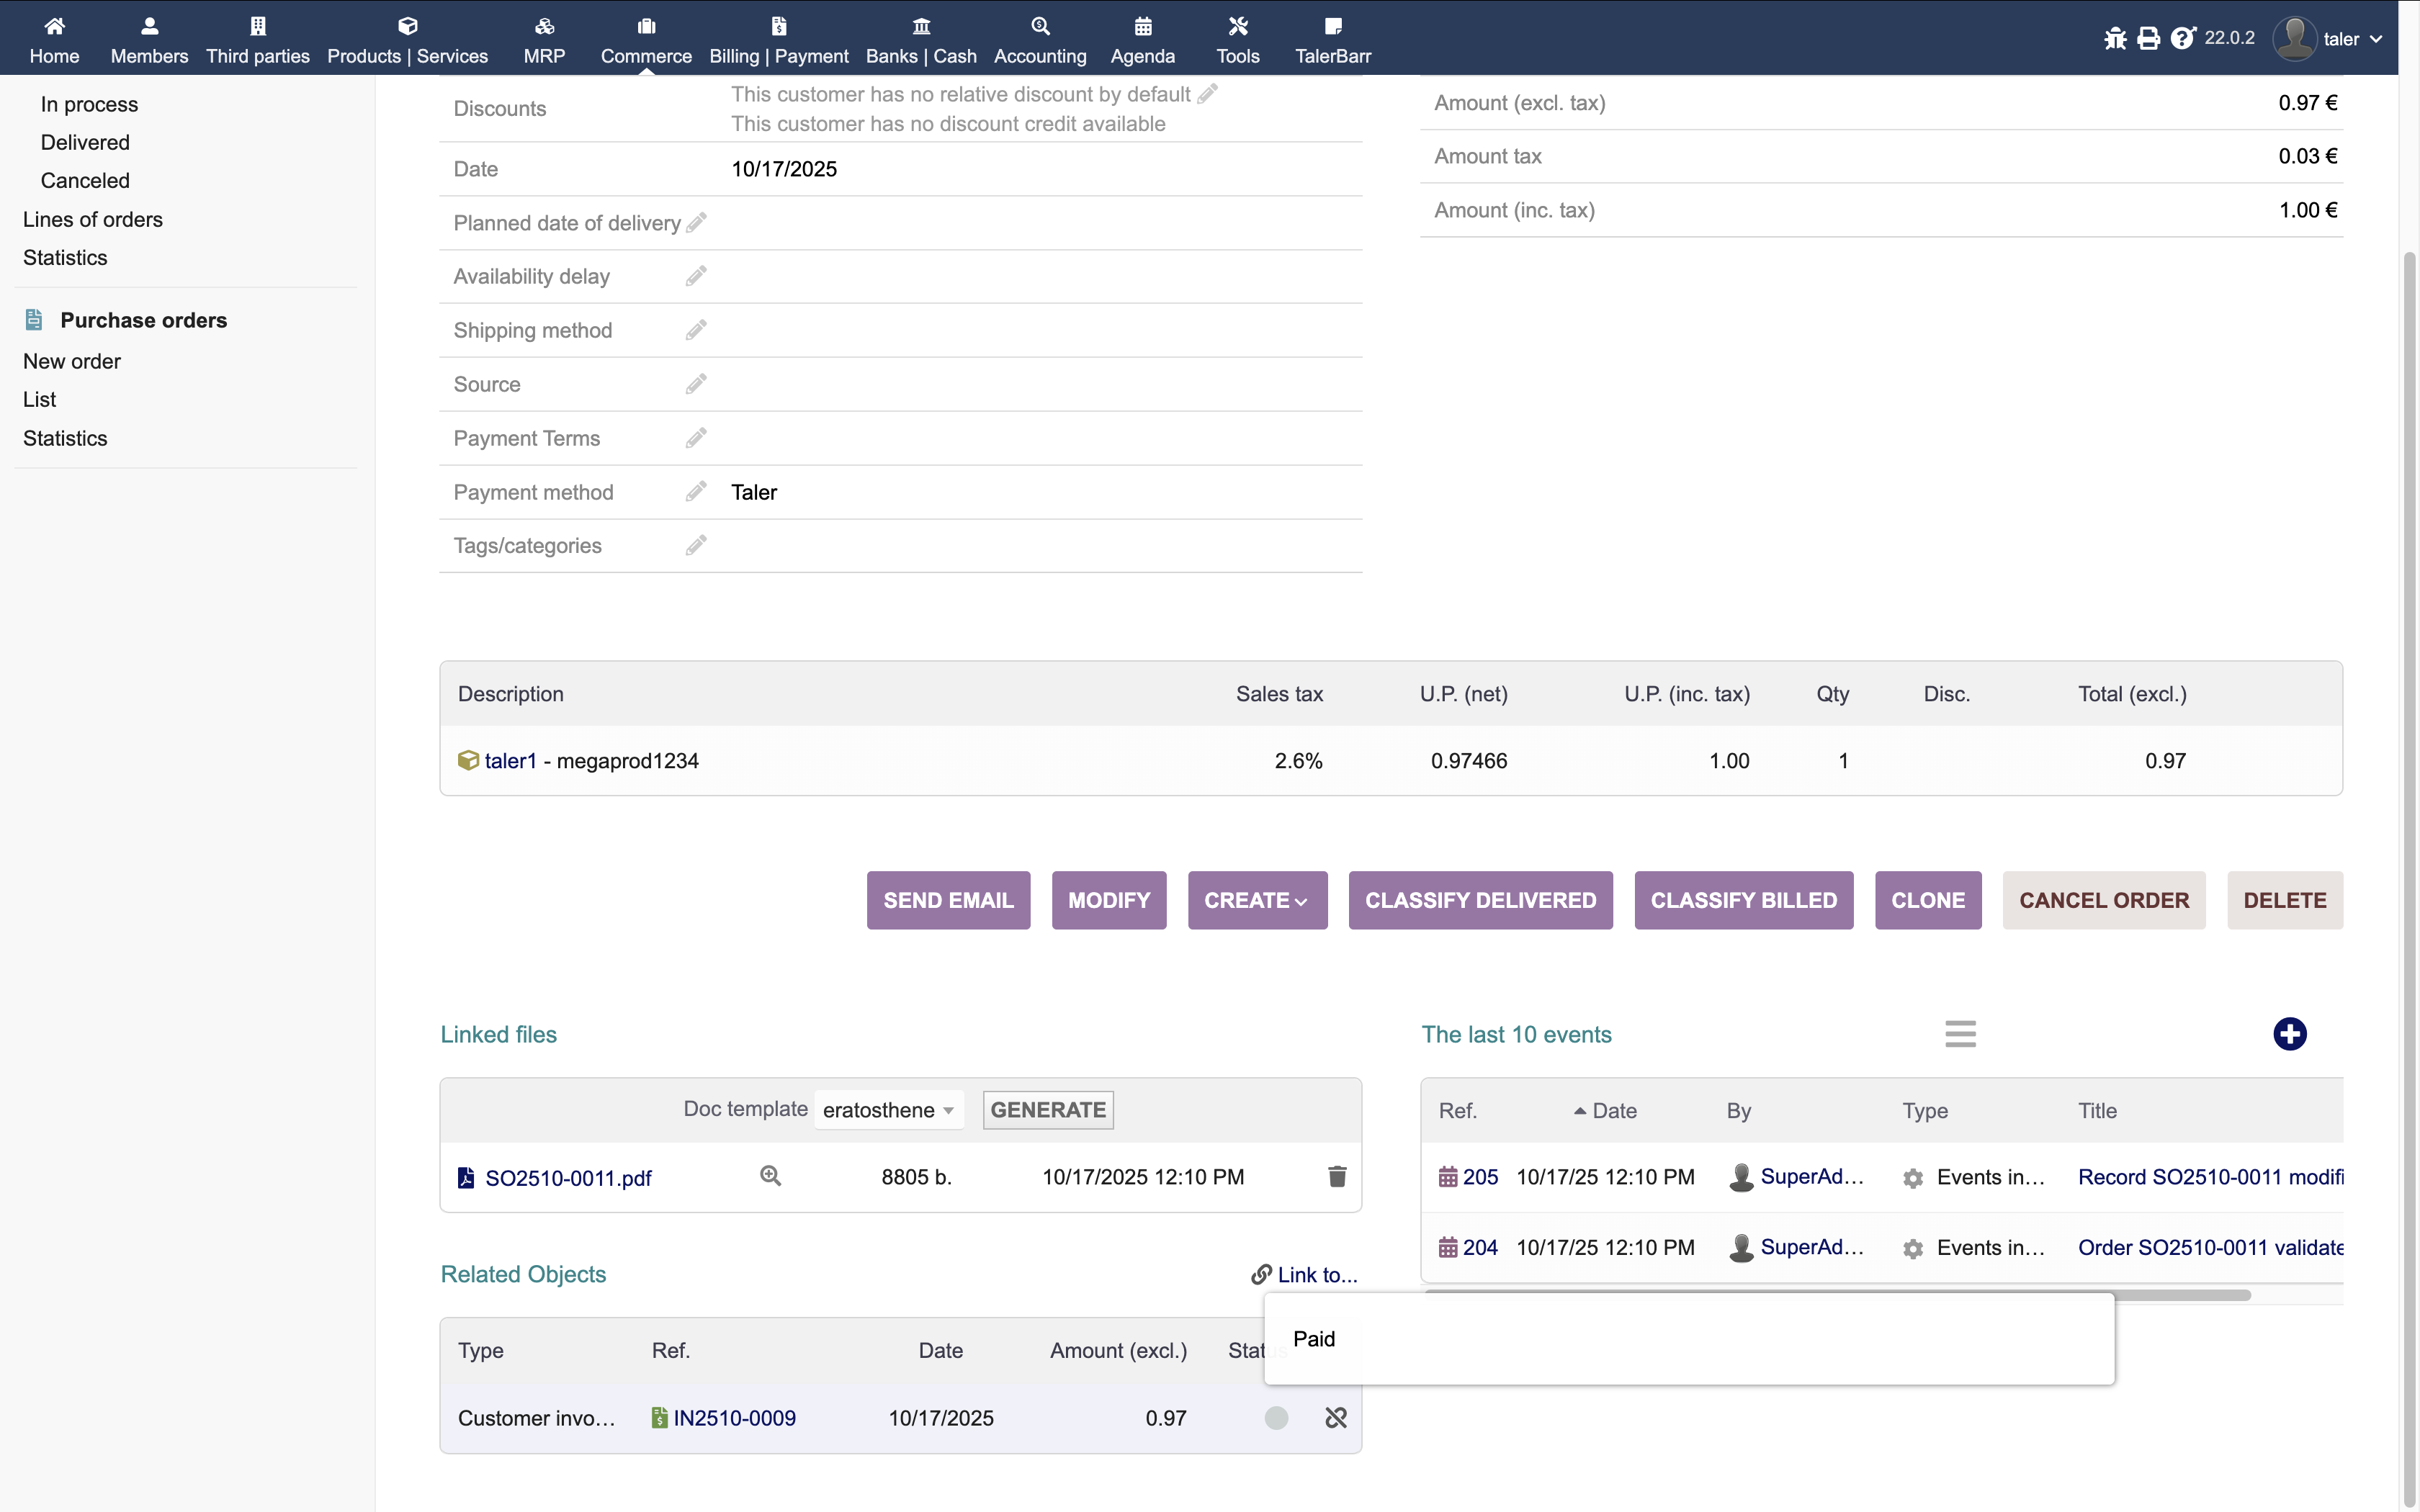 Home
Members
Third parties
Products | Services
MRP
Commerce
Billing | Payment
Banks | Cash
Accounting
Agenda
Tools
TalerBarr
22.0.2
taler
In process
Delivered
Canceled
Lines of orders
Statistics
Purchase orders
New order
List
Statistics
Discounts
This customer has no relative discount by default
This customer has no discount credit available
Date 10/17/2025
Planned date of delivery
Availability delay
Shipping method
Source
Payment Terms
Payment method Taler
Tags/categories
Amount (excl. tax) 0.97 €
Amount tax 0.03 €
Amount (inc. tax) 1.00 €
Description Sales tax U.P. (net) U.P. (inc. tax) Qty Disc. Total (excl.)
taler1 - megaprod1234 2.6% 0.97466 1.00 1 0.97
SEND EMAIL MODIFY CREATE CLASSIFY DELIVERED CLASSIFY BILLED CLONE CANCEL ORDER DELETE
Linked files
Doc template eratosthene GENERATE
SO2510-0011.pdf 8805 b. 10/17/2025 12:10 PM
Related Objects Link to...
Type Ref. Date Amount (excl.) Status
Customer invo... IN2510-0009 10/17/2025 0.97
Paid
The last 10 events
Ref. Date By Type Title
205 10/17/25 12:10 PM SuperAd... Events in... Record SO2510-0011 modifi
204 10/17/25 12:10 PM SuperAd... Events in... Order SO2510-0011 validate